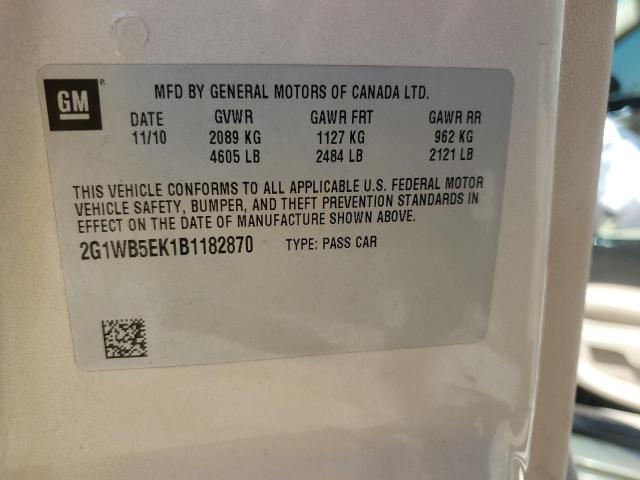 GM ®
MFD BY GENERAL MOTORS OF CANADA LTD.
DATE GVWR GAWR FRT GAWR RR
11/10 2089 KG 1127 KG 962 KG
4605 LB 2484 LB 2121 LB
THIS VEHICLE CONFORMS TO ALL APPLICABLE U.S. FEDERAL MOTOR
VEHICLE SAFETY, BUMPER, AND THEFT PREVENTION STANDARDS IN
EFFECT ON THE DATE OF MANUFACTURE SHOWN ABOVE.
2G1WB5EK1B1182870 TYPE: PASS CAR